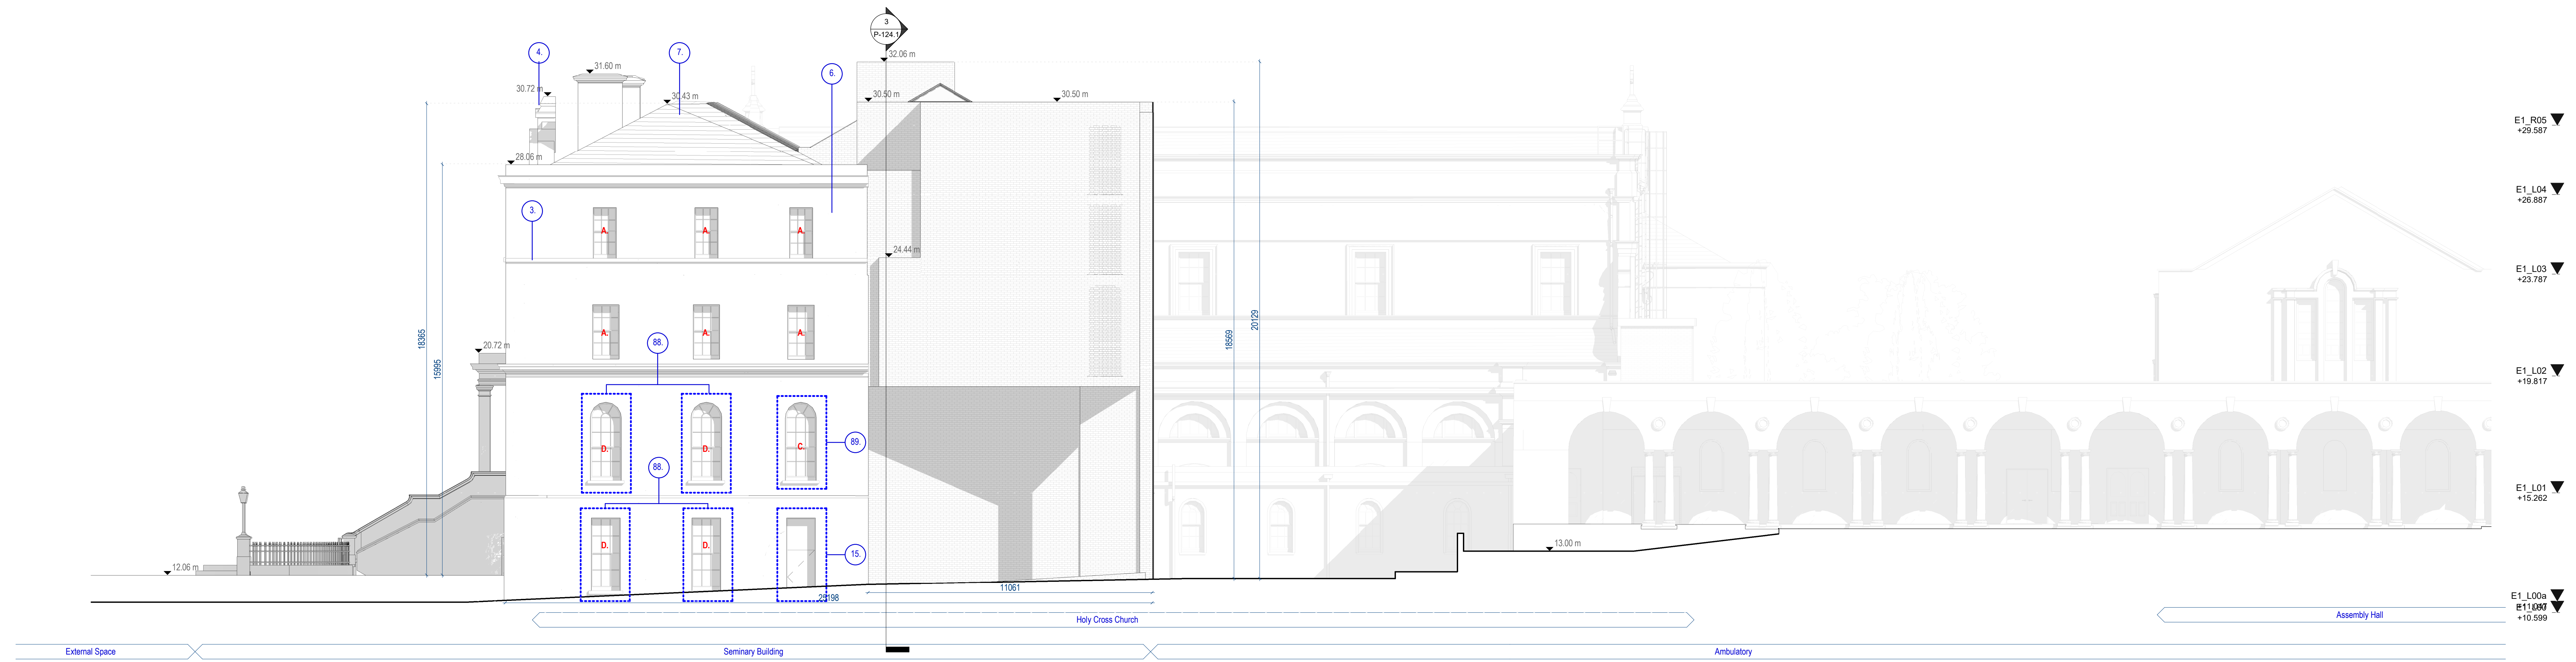 3
P-124.1
32.06 m
4.
7.
6.
31.60 m
30.72 m
30.43 m
30.50 m
30.50 m
28.06 m
3.
A.
A.
A.
24.44 m
A.
A.
A.
88.
20.72 m
18365
15995
18569
20129
D.
D.
C.
89.
88.
D.
D.
15.
12.06 m
13.00 m
11061
25198
Holy Cross Church
Assembly Hall
External Space
Seminary Building
Ambulatory
E1_R05
+29.587
E1_L04
+26.887
E1_L03
+23.787
E1_L02
+19.817
E1_L01
+15.262
E1_L00a
+10.599